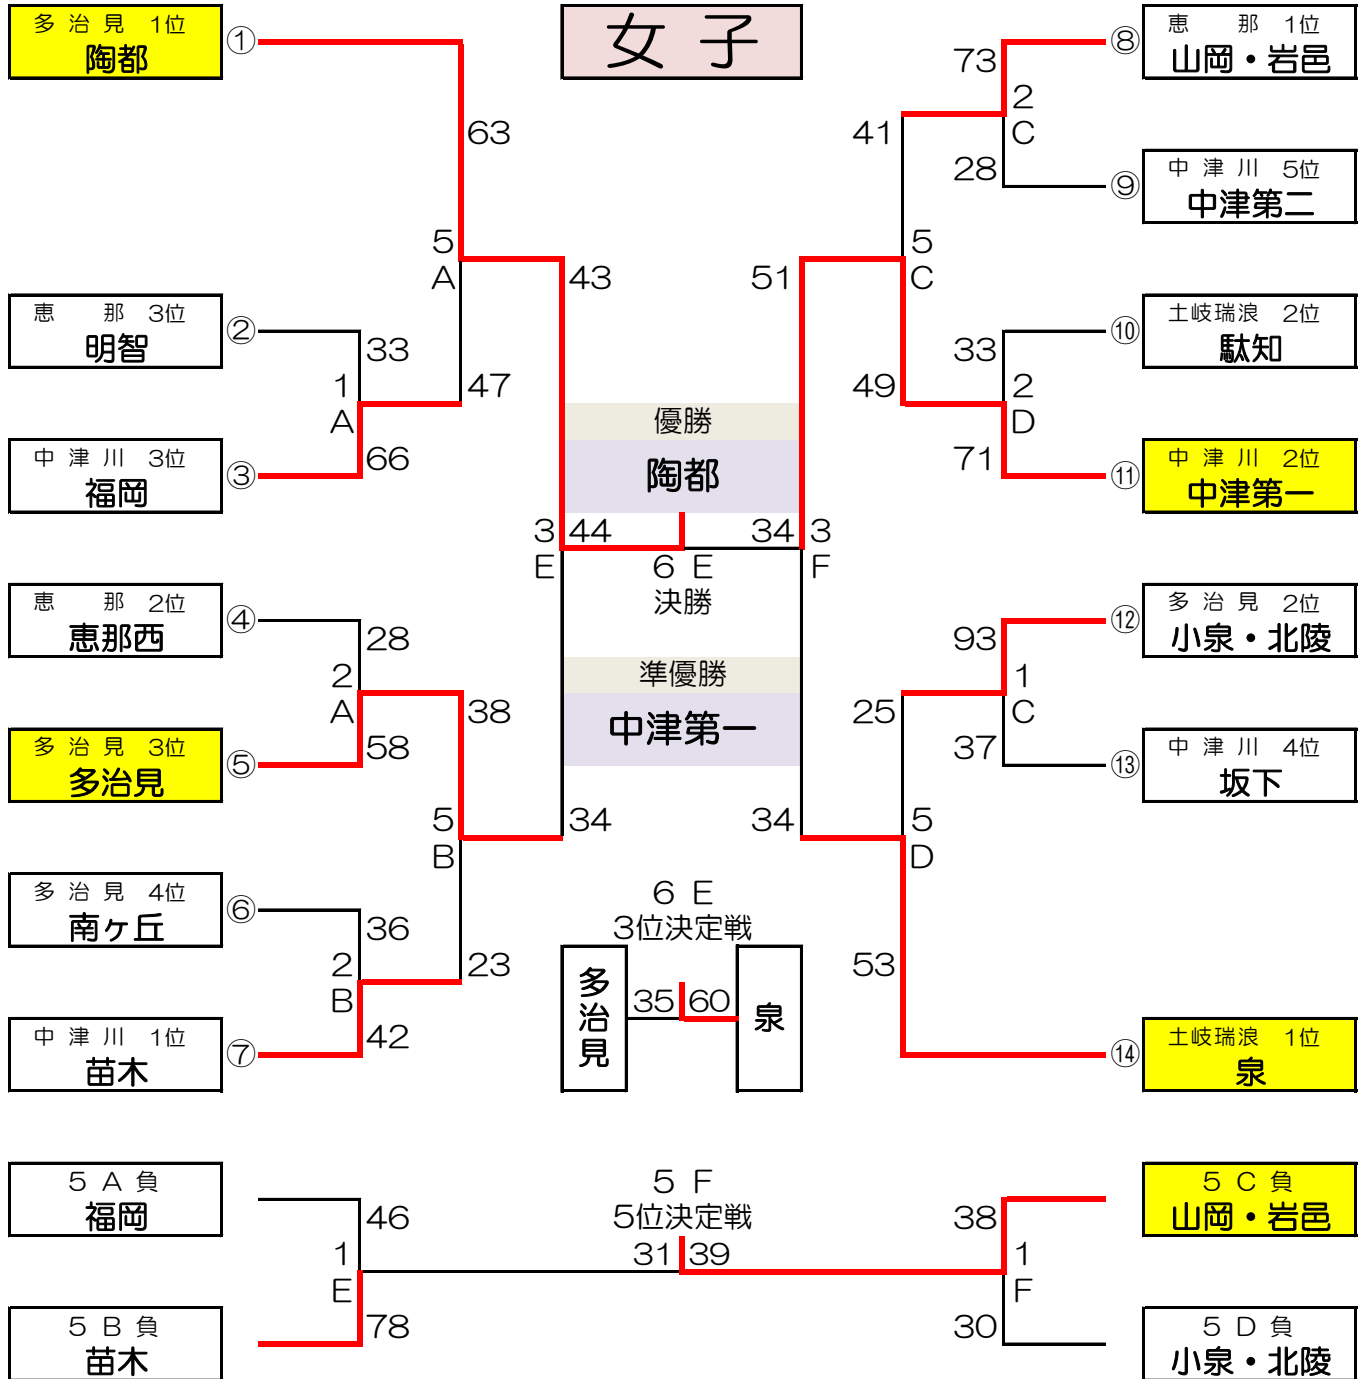 女 子
多 治 見 1位
陶都
①
63
5
A
43
恵 那 3位
明智
②
33
1
A
47
中 津 川 3位
福岡
③
66
恵 那 2位
恵那西
④
28
2
A
38
多 治 見 3位
多治見
⑤
58
5
B
34
多 治 見 4位
南ヶ丘
⑥
36
2
B
23
中 津 川 1位
苗木
⑦
42
優勝
陶都
3
E
44
34
3
F
6 E
決勝
準優勝
中津第一
恵 那 1位
山岡・岩邑
⑧
73
2
C
41
中 津 川 5位
中津第二
⑨
28
5
C
51
土岐瑞浪 2位
駄知
⑩
33
2
D
49
中 津 川 2位
中津第一
⑪
71
多 治 見 2位
小泉・北陵
⑫
93
1
C
25
中 津 川 4位
坂下
⑬
37
5
D
34
53
土岐瑞浪 1位
泉
⑭
6 E
3位決定戦
多治見
35
60
泉
5 A 負
福岡
46
1
E
5 B 負
苗木
78
5 F
5位決定戦
31
39
5 C 負
山岡・岩邑
38
1
F
5 D 負
小泉・北陵
30